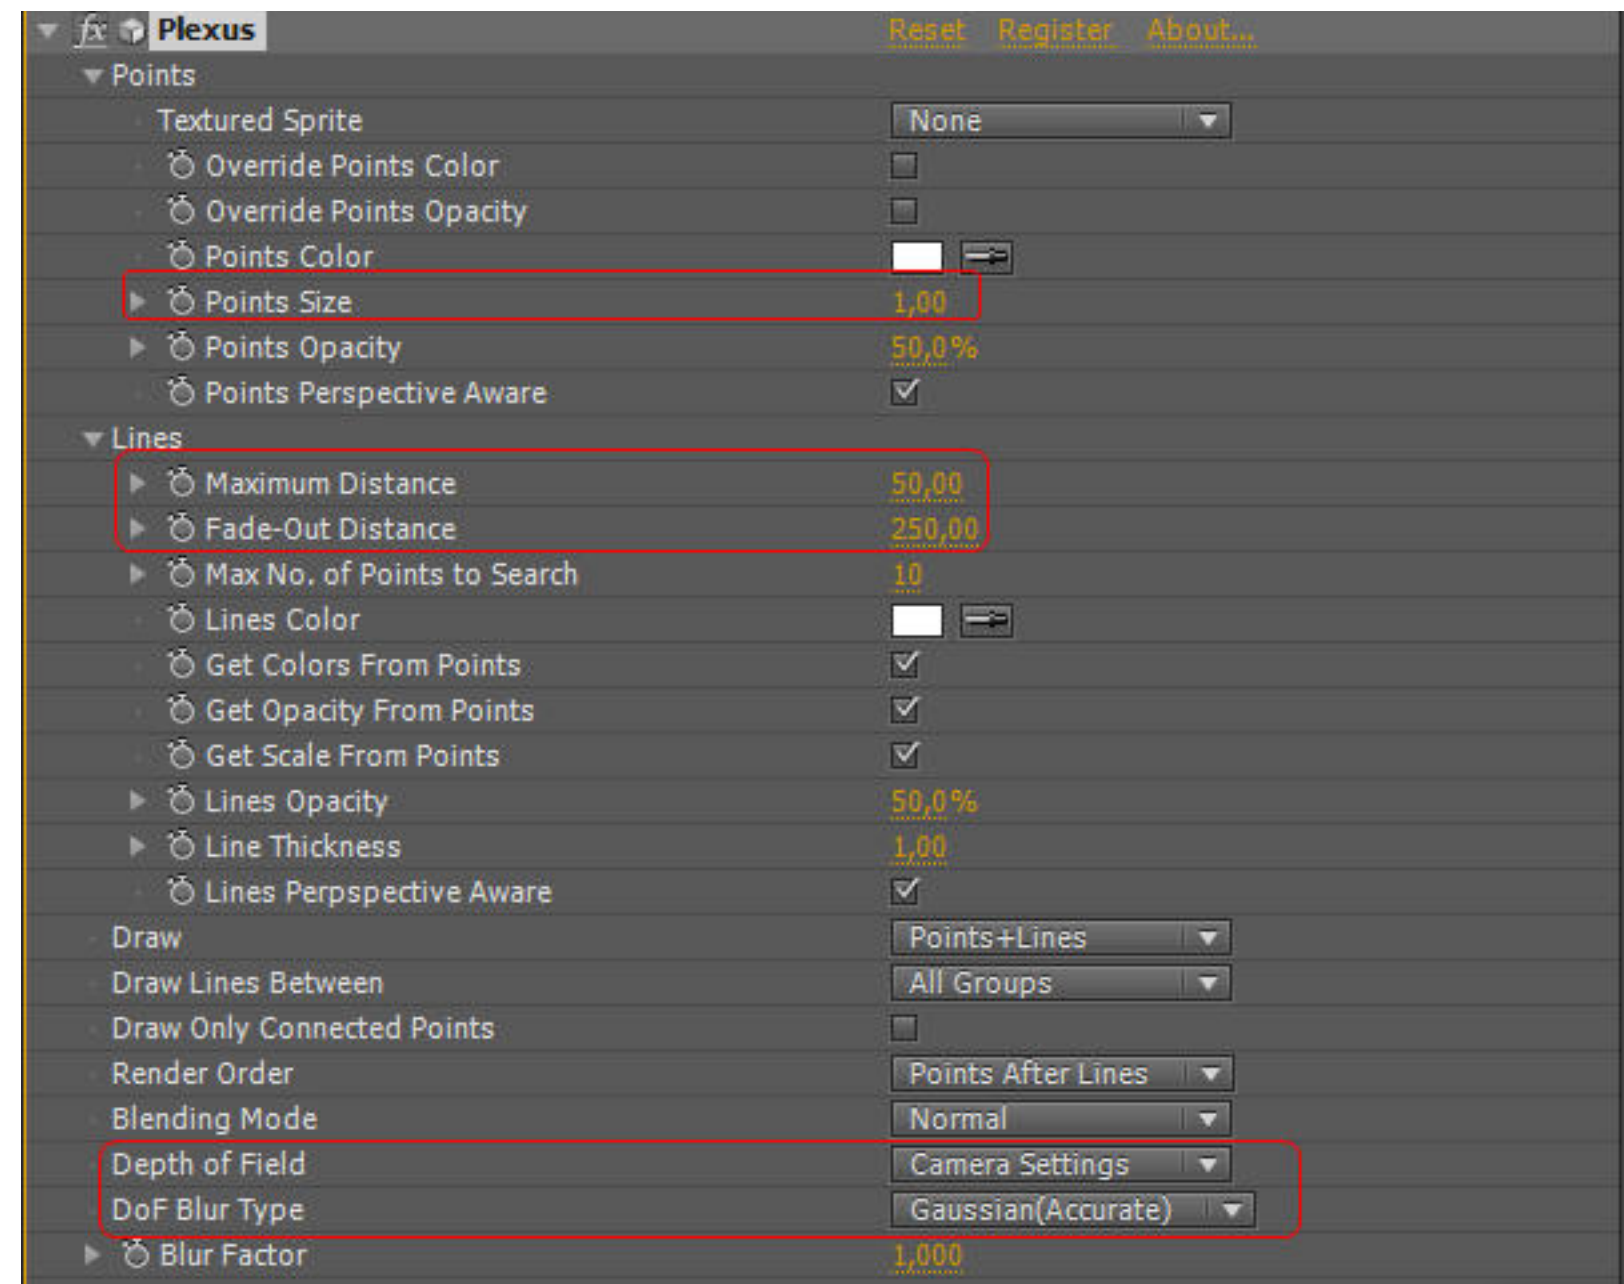 fx Plexus Reset Register About...
Points
Textured Sprite None
Override Points Color
Override Points Opacity
Points Color
Points Size 1,00
Points Opacity 50,0%
Points Perspective Aware
Lines
Maximum Distance 50,00
Fade-Out Distance 250,00
Max No. of Points to Search 10
Lines Color
Get Colors From Points
Get Opacity From Points
Get Scale From Points
Lines Opacity 50,0%
Line Thickness 1,00
Lines Perpspective Aware
Draw Points+Lines
Draw Lines Between All Groups
Draw Only Connected Points
Render Order Points After Lines
Blending Mode Normal
Depth of Field Camera Settings
DoF Blur Type Gaussian(Accurate)
Blur Factor 1,000